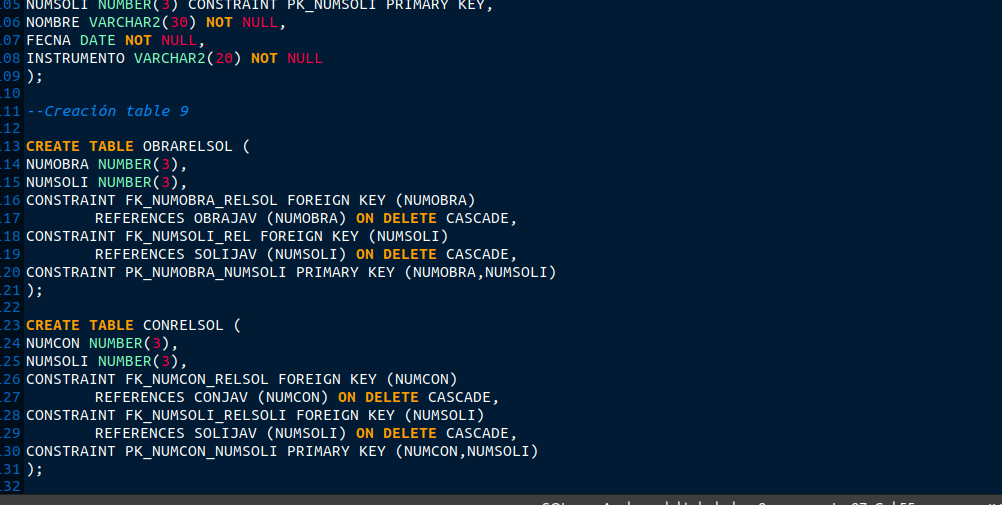 05 NUMSOLI NUMBER(3) CONSTRAINT PK_NUMSOLI PRIMARY KEY,
06 NOMBRE VARCHAR2(30) NOT NULL,
07 FECNA DATE NOT NULL,
08 INSTRUMENTO VARCHAR2(20) NOT NULL
09 );
10
11 --Creación table 9
12
13 CREATE TABLE OBRARELSOL (
14 NUMOBRA NUMBER(3),
15 NUMSOLI NUMBER(3),
16 CONSTRAINT FK_NUMOBRA_RELSOL FOREIGN KEY (NUMOBRA)
17 REFERENCES OBRAJAV (NUMOBRA) ON DELETE CASCADE,
18 CONSTRAINT FK_NUMSOLI_REL FOREIGN KEY (NUMSOLI)
19 REFERENCES SOLIJAV (NUMSOLI) ON DELETE CASCADE,
20 CONSTRAINT PK_NUMOBRA_NUMSOLI PRIMARY KEY (NUMOBRA,NUMSOLI)
21 );
22
23 CREATE TABLE CONRELSOL (
24 NUMCON NUMBER(3),
25 NUMSOLI NUMBER(3),
26 CONSTRAINT FK_NUMCON_RELSOL FOREIGN KEY (NUMCON)
27 REFERENCES CONJAV (NUMCON) ON DELETE CASCADE,
28 CONSTRAINT FK_NUMSOLI_RELSOLI FOREIGN KEY (NUMSOLI)
29 REFERENCES SOLIJAV (NUMSOLI) ON DELETE CASCADE,
30 CONSTRAINT PK_NUMCON_NUMSOLI PRIMARY KEY (NUMCON,NUMSOLI)
31 );
32